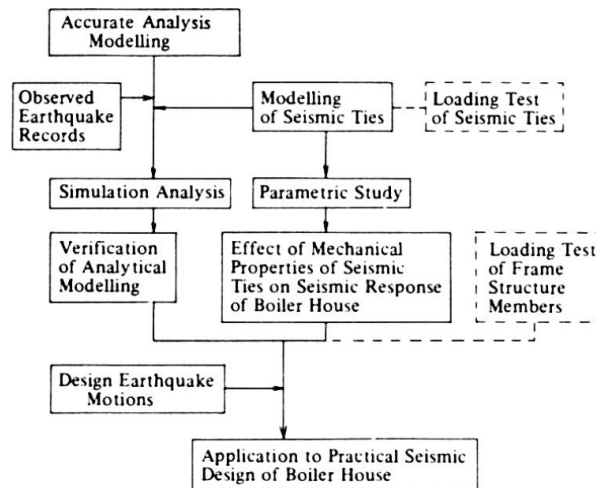 Accurate Analysis
Modelling
Observed
Earthquake
Records
Modelling
of Seismic Ties
Loading Test
of Seismic Ties
Simulation Analysis
Parametric Study
Verification
of Analytical
Modelling
Effect of Mechanical
Properties of Seismic
Ties on Seismic Response
of Boiler House
Loading Test
of Frame
Structure
Members
Design Earthquake
Motions
Application to Practical Seismic
Design of Boiler House